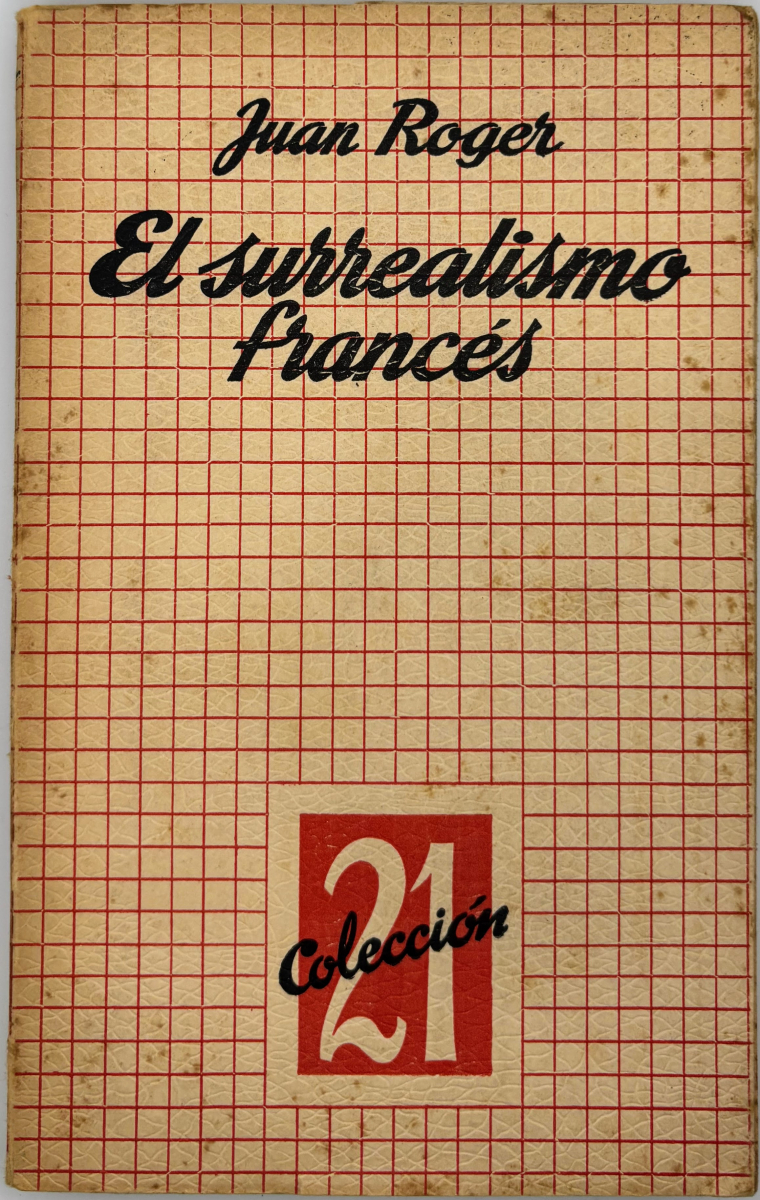 Juan Roger
El surrealismo
francés
21
Colección